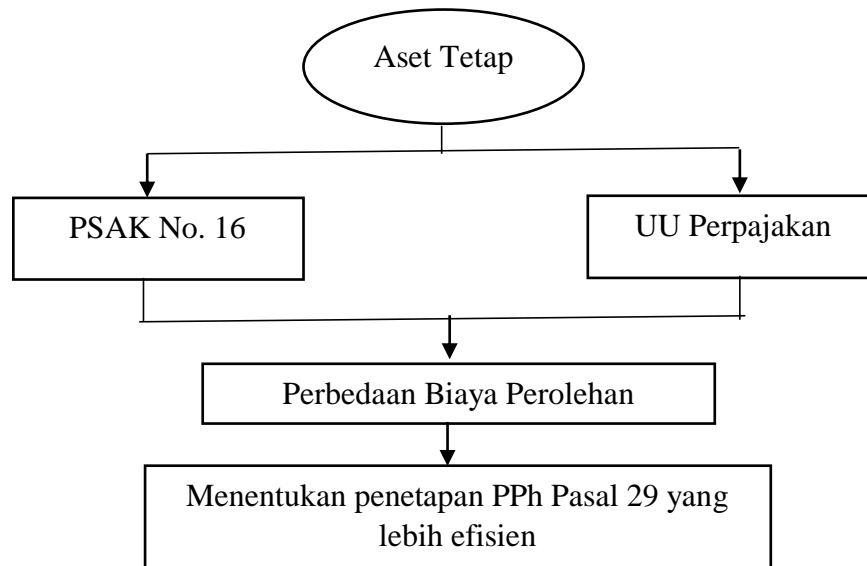 Aset Tetap
PSAK No. 16
UU Perpajakan
Perbedaan Biaya Perolehan
Menentukan penetapan PPh Pasal 29 yang
lebih efisien